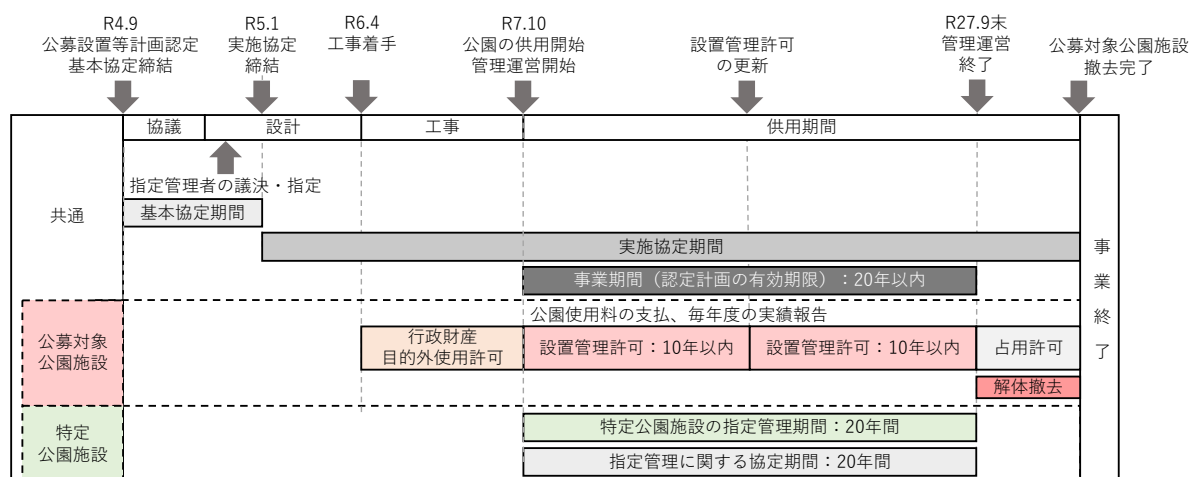 R4.9
公募設置等計画認定
基本協定締結
R5.1
実施協定
締結
R6.4
工事着手
R7.10
公園の供用開始
管理運営開始
設置管理許可
の更新
R27.9末
管理運営
終了
公募対象公園施設
撤去完了
協議
設計
工事
供用期間
指定管理者の議決・指定
共通
基本協定期間
実施協定期間
事業期間（認定計画の有効期限）：20年以内
公園使用料の支払、毎年度の実績報告
公募対象
公園施設
行政財産
目的外使用許可
設置管理許可：10年以内
設置管理許可：10年以内
占用許可
解体撤去
特定
公園施設
特定公園施設の指定管理期間：20年間
指定管理に関する協定期間：20年間
事
業
終
了